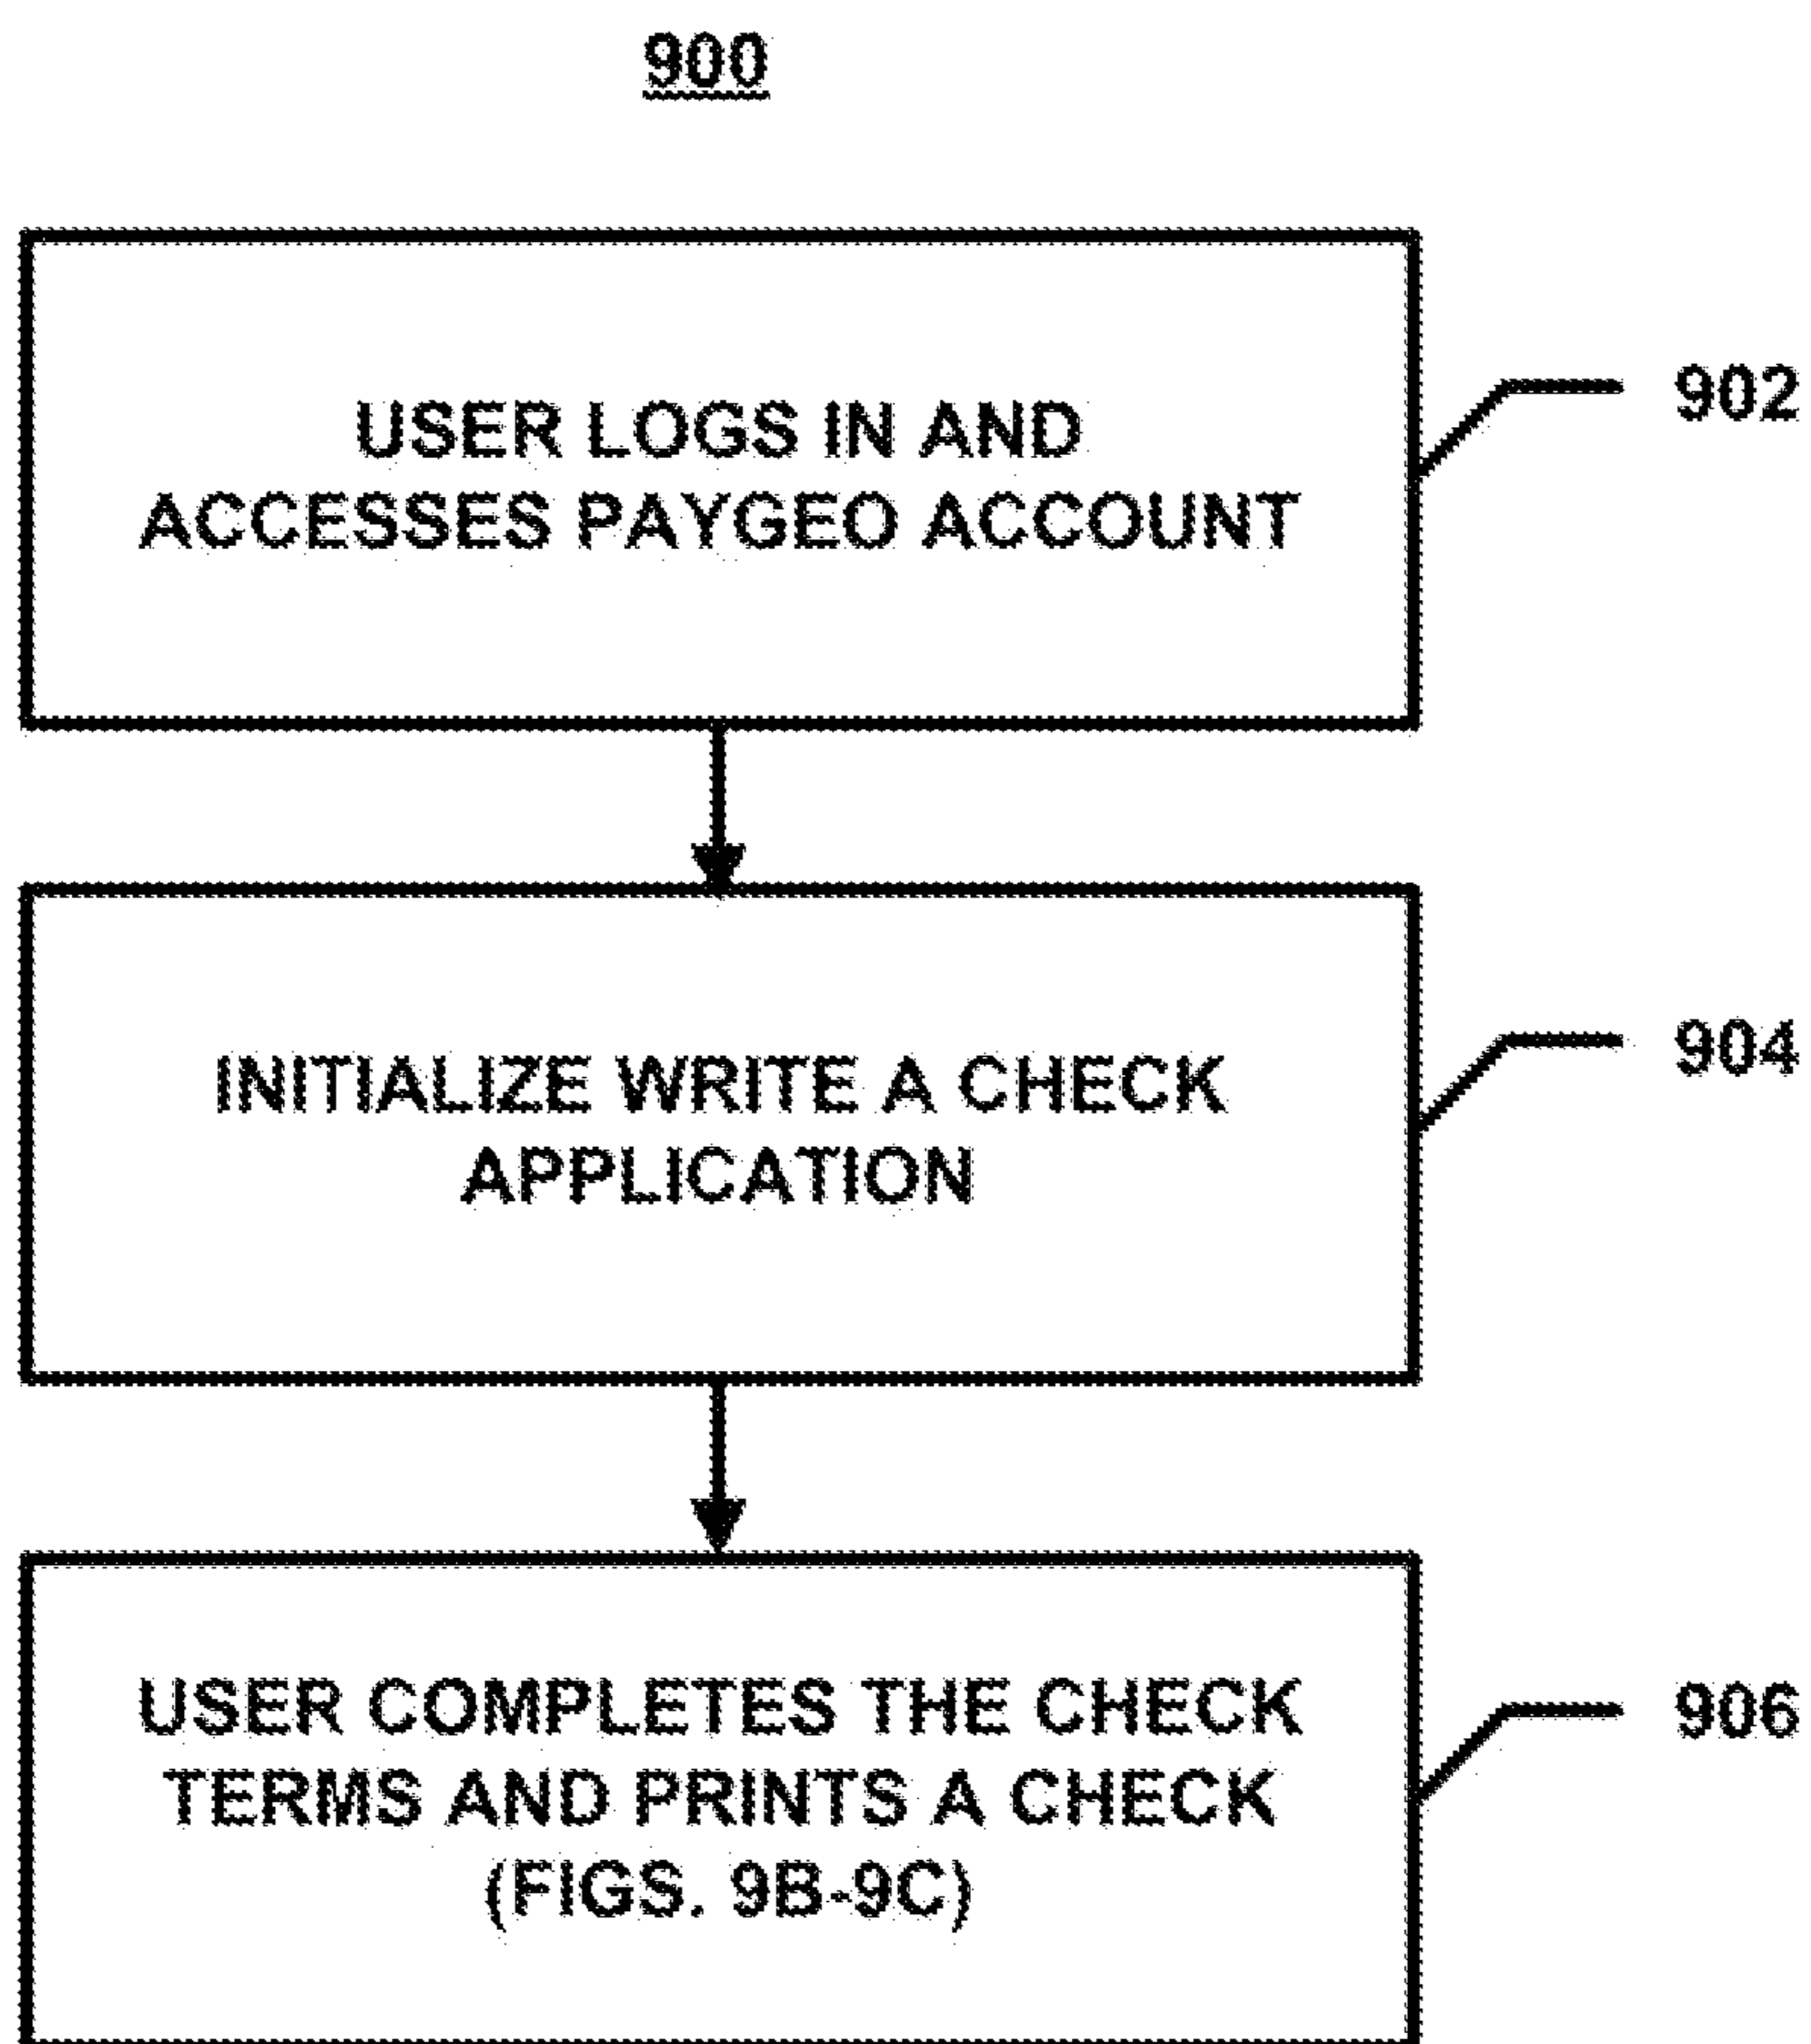 900
USER LOGS IN AND
ACCESSES PAYGEO ACCOUNT
902
INITIALIZE WRITE A CHECK
APPLICATION
904
USER COMPLETES THE CHECK
TERMS AND PRINTS A CHECK
(FIGS. 9B-9C)
906